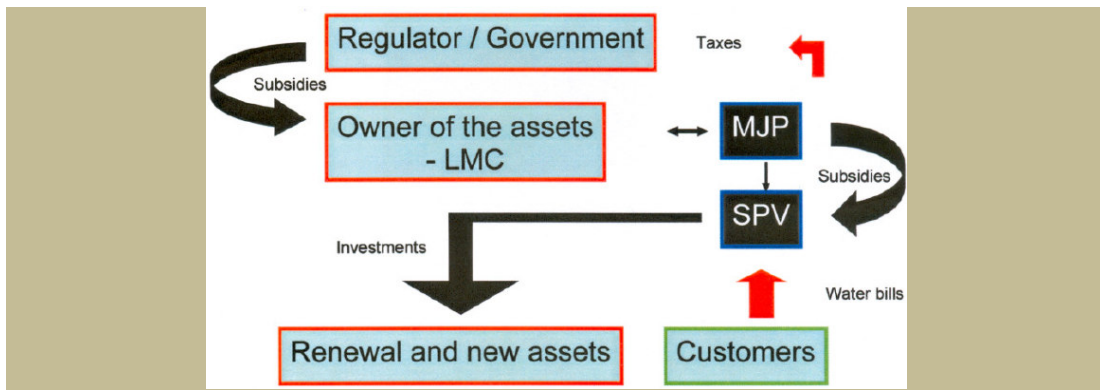 Regulator / Government
Taxes
Subsidies
Owner of the assets
- LMC
MJP
Subsidies
SPV
Investments
Water bills
Renewal and new assets
Customers